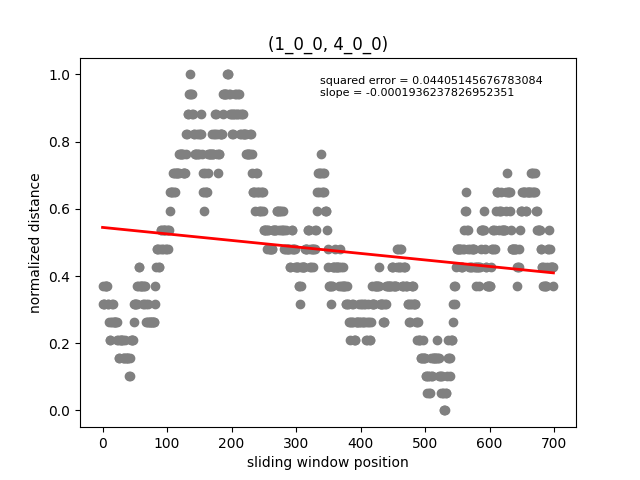 (1_0_0, 4_0_0)
squared error = 0.04405145676783084
slope = -0.0001936237826952351
1.0
0.8
0.6
0.4
0.2
0.0
normalized distance
0 100 200 300 400 500 600 700
sliding window position